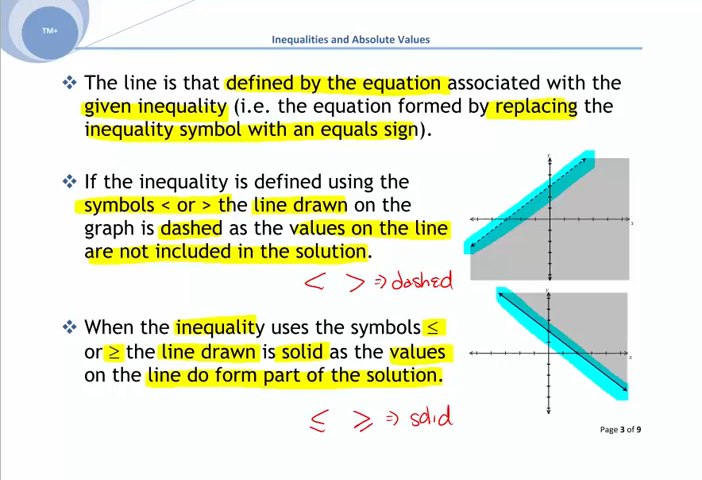 TM+
Inequalities and Absolute Values
❖ The line is that defined by the equation associated with the
given inequality (i.e. the equation formed by replacing the
inequality symbol with an equals sign).
❖ If the inequality is defined using the
symbols < or > the line drawn on the
graph is dashed as the values on the line
are not included in the solution.
< > => dashed
❖ When the inequality uses the symbols ≤
or ≥ the line drawn is solid as the values
on the line do form part of the solution.
≤ ≥ => solid
y
x
y
x
Page 3 of 9